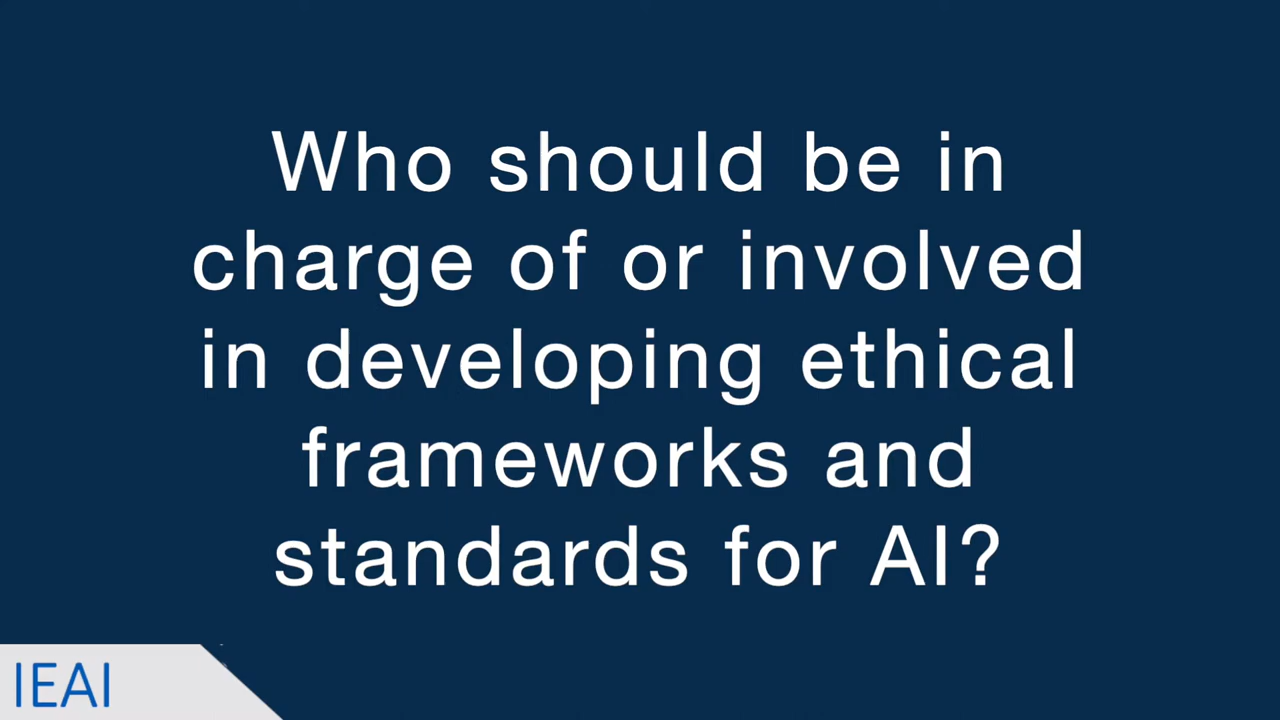 Who should be in
charge of or involved
in developing ethical
frameworks and
standards for AI?
IEAI